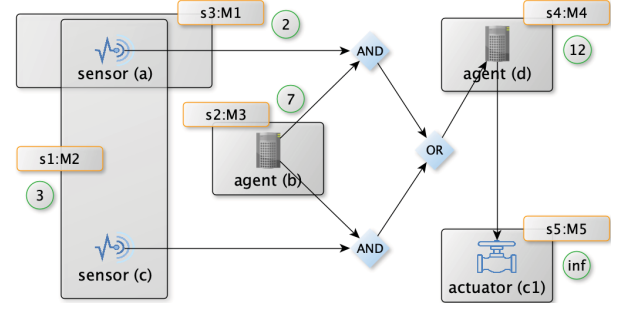 s3:M1
2
s4:M4
sensor (a)
AND
agent (d)
12
7
s2:M3
s1:M2
agent (b)
OR
3
s5:M5
sensor (c)
AND
actuator (c1)
inf